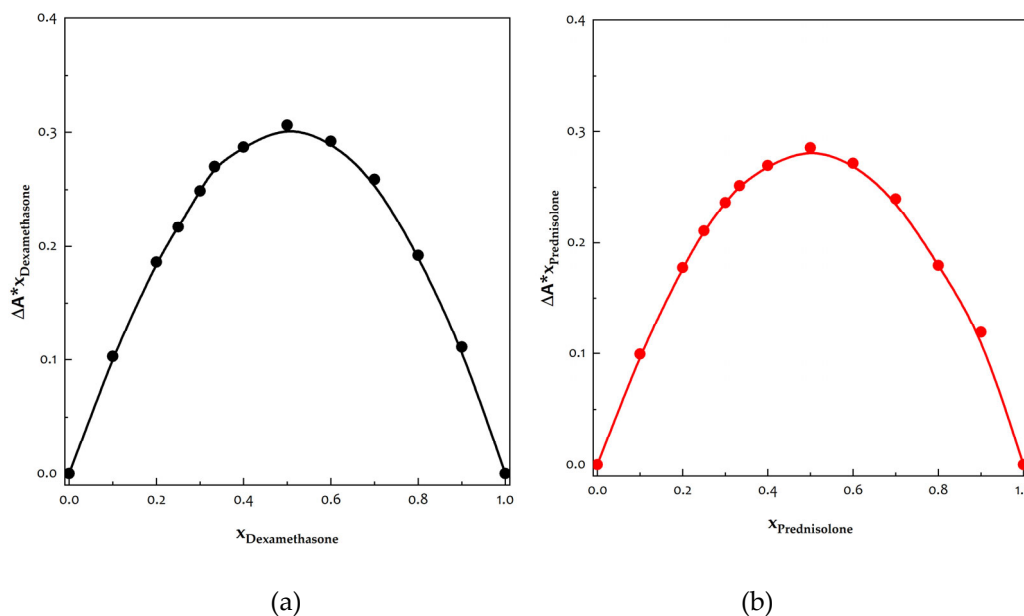 0.4
0.3
0.2
0.1
0.0
ΔA*xDexamethasone
0.0 0.2 0.4 0.6 0.8 1.0
xDexamethasone
(a)
0.4
0.3
0.2
0.1
0.0
ΔA*xPrednisolone
0.0 0.2 0.4 0.6 0.8 1.
xPrednisolone
(b)